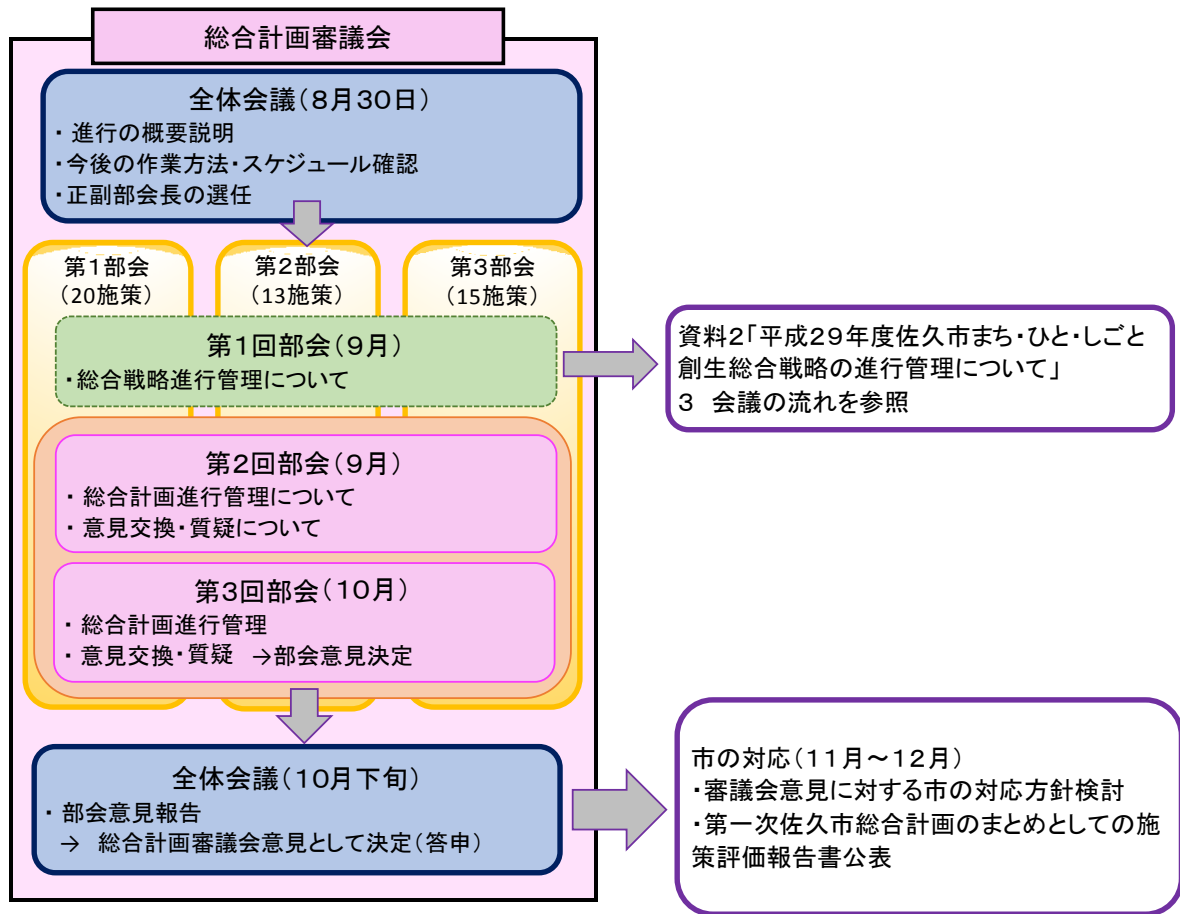 総合計画審議会
全体会議(8月30日)
・ 進行の概要説明
・今後の作業方法・スケジュール確認
・正副部会長の選任
第1部会
(20施策)
第2部会
(13施策)
第3部会
(15施策)
第1回部会(9月)
・総合戦略進行管理について
資料2「平成29年度佐久市まち・ひと・しごと
創生総合戦略の進行管理について」
3 会議の流れを参照
第2回部会(9月)
・ 総合計画進行管理について
・ 意見交換・質疑について
第3回部会(10月)
・ 総合計画進行管理
・ 意見交換・質疑 →部会意見決定
全体会議(10月下旬)
・ 部会意見報告
→ 総合計画審議会意見として決定(答申)
市の対応(11月~12月)
・審議会意見に対する市の対応方針検討
・第一次佐久市総合計画のまとめとしての施
策評価報告書公表